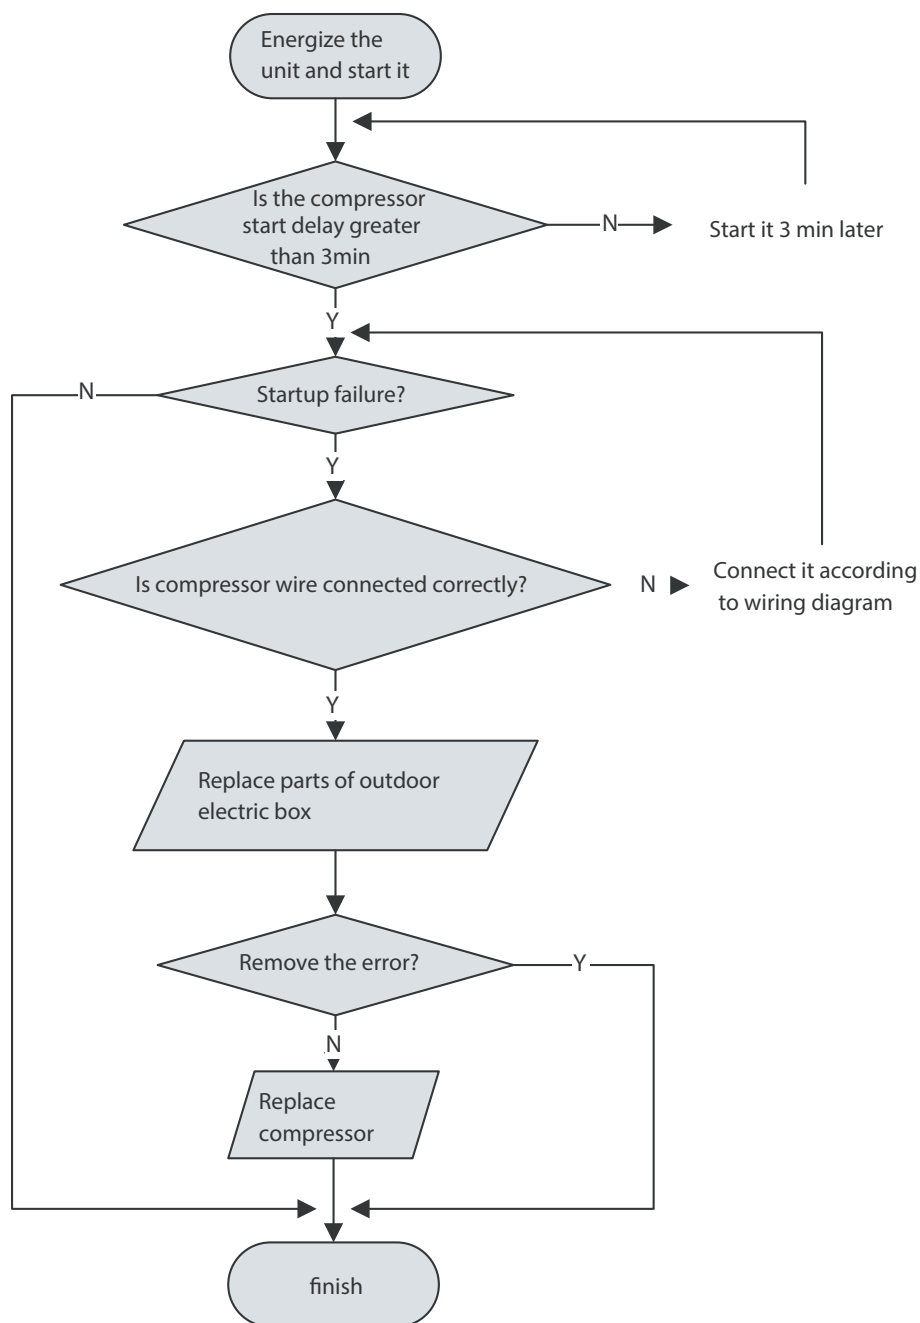 Energize the
unit and start it
Is the compressor
start delay greater
than 3min
N
Start it 3 min later
Y
N
Startup failure?
Y
Is compressor wire connected correctly?
N
Connect it according
to wiring diagram
Y
Replace parts of outdoor
electric box
Remove the error?
Y
N
Replace
compressor
finish